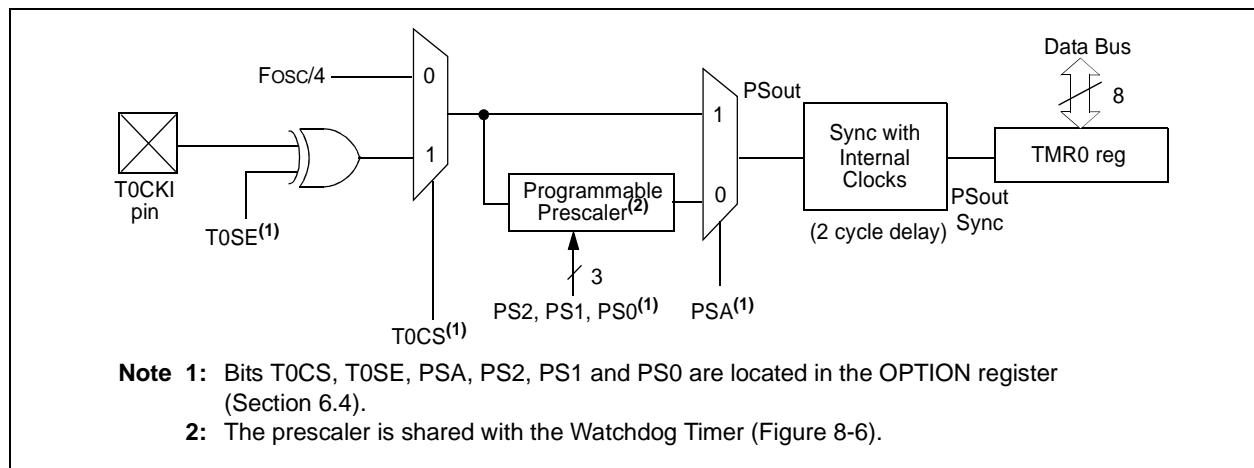 Data Bus
FOSC/4
0
PSout
8
1
Sync with
Internal
Clocks
TMR0 reg
1
T0CKI
pin
Programmable
Prescaler(2)
0
PSout
Sync
T0SE(1)
(2 cycle delay)
3
PS2, PS1, PS0(1)
PSA(1)
T0CS(1)
Note 1: Bits T0CS, T0SE, PSA, PS2, PS1 and PS0 are located in the OPTION register
(Section 6.4).
2: The prescaler is shared with the Watchdog Timer (Figure 8-6).